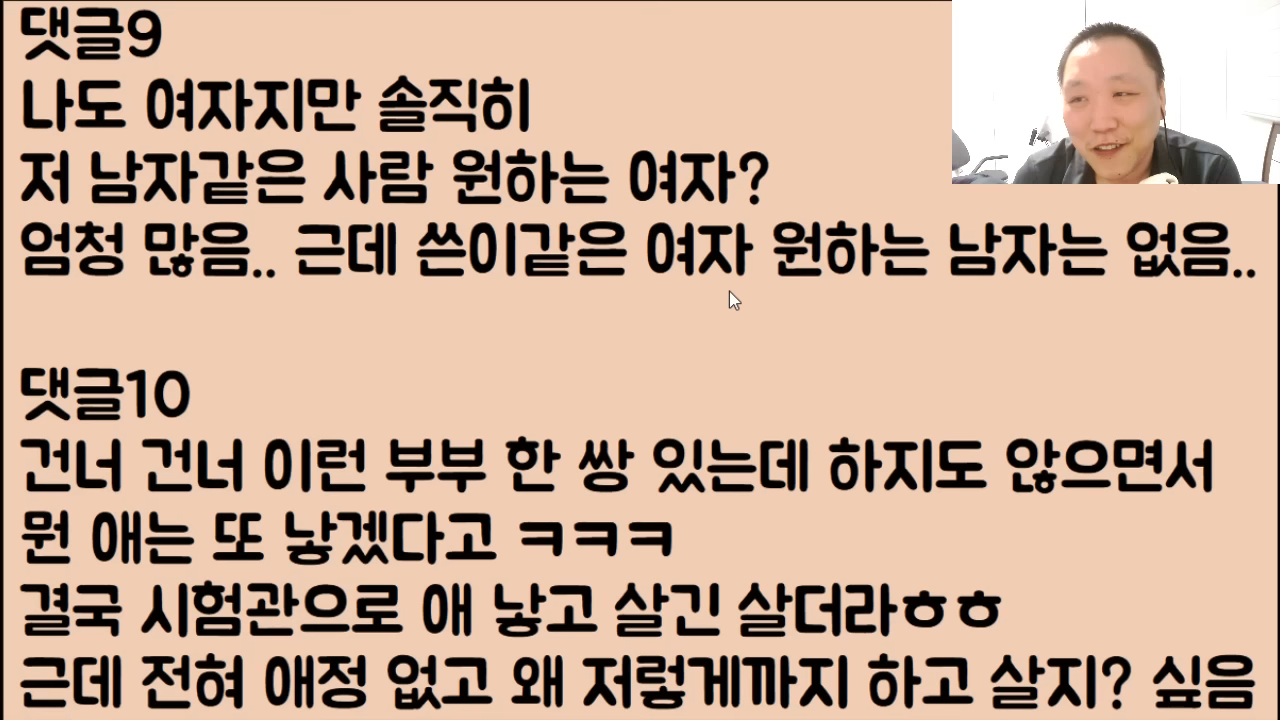 댓글9
나도 여자지만 솔직히
저 남자같은 사람 원하는 여자?
엄청 많음.. 근데 쓴이같은 여자 원하는 남자는 없음..
댓글10
건너 건너 이런 부부 한 쌍 있는데 하지도 않으면서
뭔 애는 또 낳겠다고 ㅋㅋㅋ
결국 시험관으로 애 낳고 살긴 살더라ㅎㅎ
근데 전혀 애정 없고 왜 저렇게까지 하고 살지? 싶음